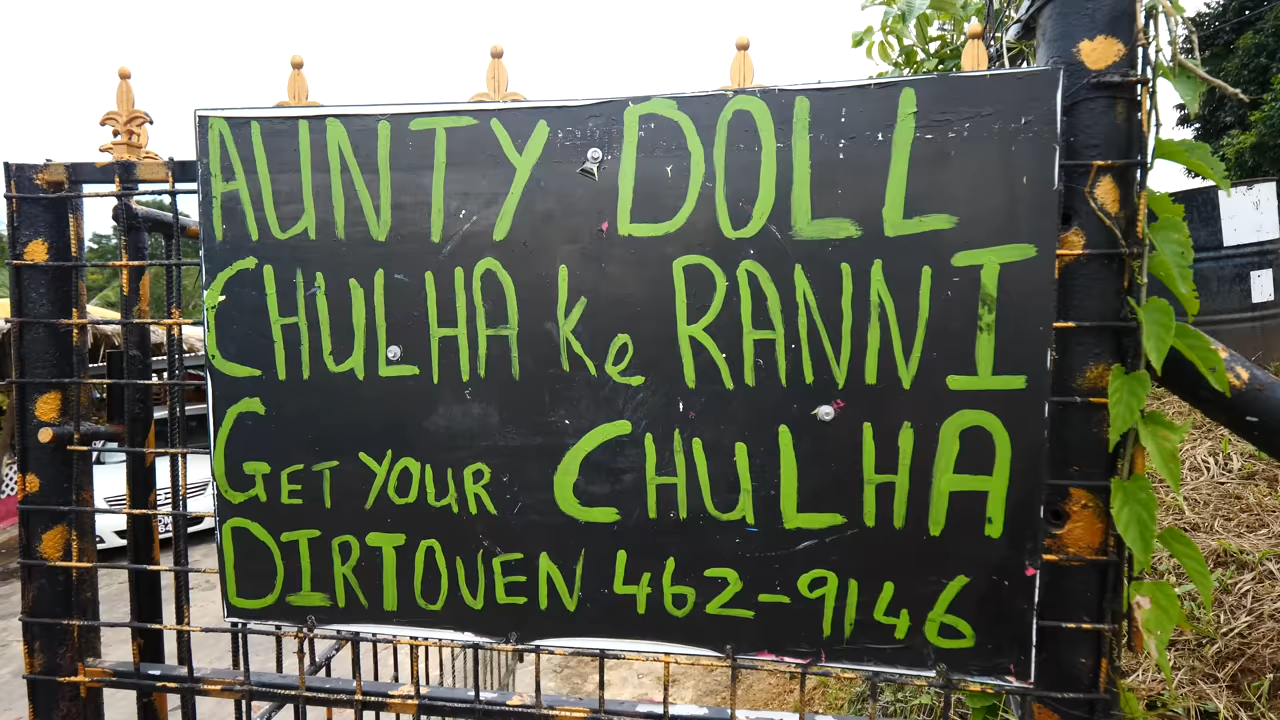 AUNTY DOLL
CHULHA Ke RANNI
GET YOUR CHULHA
DIRTOVEN 462-9146